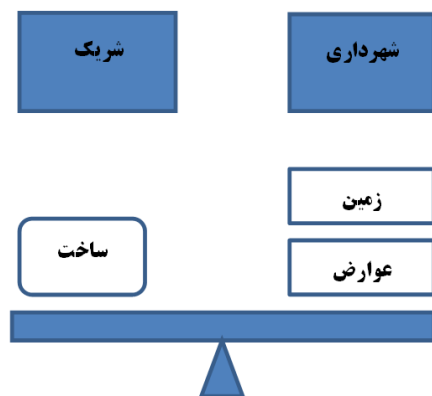 شهرداری
شریک
زمین
ساخت
عوارض